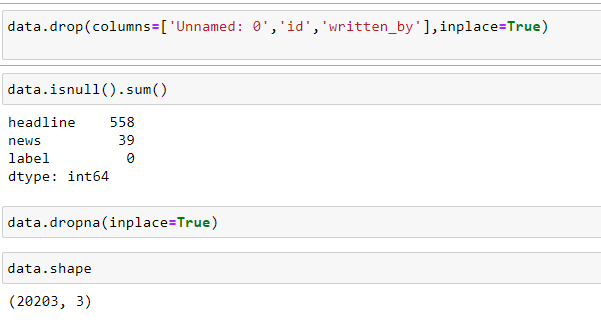 data.drop(columns=['Unnamed: 0','id','written_by'],inplace=True)
data.isnull().sum()
headline    558
news         39
label         0
dtype: int64
data.dropna(inplace=True)
data.shape
(20203, 3)